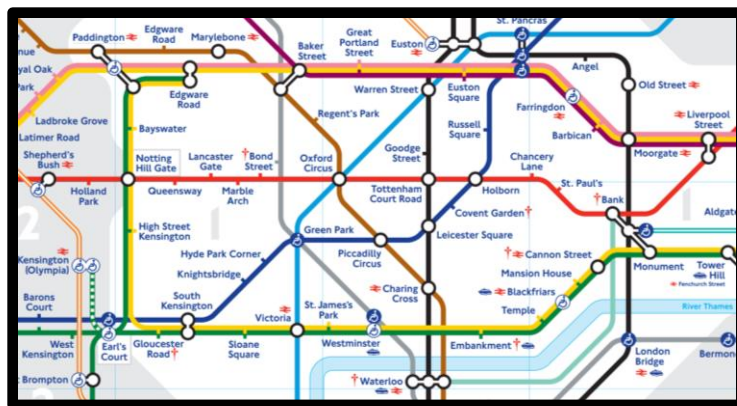 St. Pancras
Paddington
Edgware
Road
Marylebone
Baker
Street
Great
Portland
Street
Euston
Angel
Old Street
Edgware
Road
Warren Street
Euston
Square
Farringdon
Liverpool
Street
Ladbroke Grove
Latimer Road
Bayswater
Regent's Park
Russell
Square
Barbican
Moorgate
Shepherd's
Bush
Notting
Hill Gate
Lancaster
Gate
†Bond
Street
Oxford
Circus
Goodge
Street
Chancery
Lane
St. Paul's
Holland
Park
Queensway
Marble
Arch
Tottenham
Court Road
Holborn
†Bank
High Street
Kensington
Green Park
Covent Garden†
Leicester Square
Hyde Park Corner
Knightsbridge
Piccadilly
Circus
† Cannon Street
Mansion House
Monument
Tower
Hill
Fenchurch Street
Kensington
(Olympia)
South
Kensington
Charing
Cross
Blackfriars
Temple
River Thames
Barons
Court
Victoria
St. James's
Park
West
Kensington
Earl's
Court
Gloucester
Road†
Sloane
Square
Westminster
Embankment †
London
Bridge
Brompton
†Waterloo
2
1
1